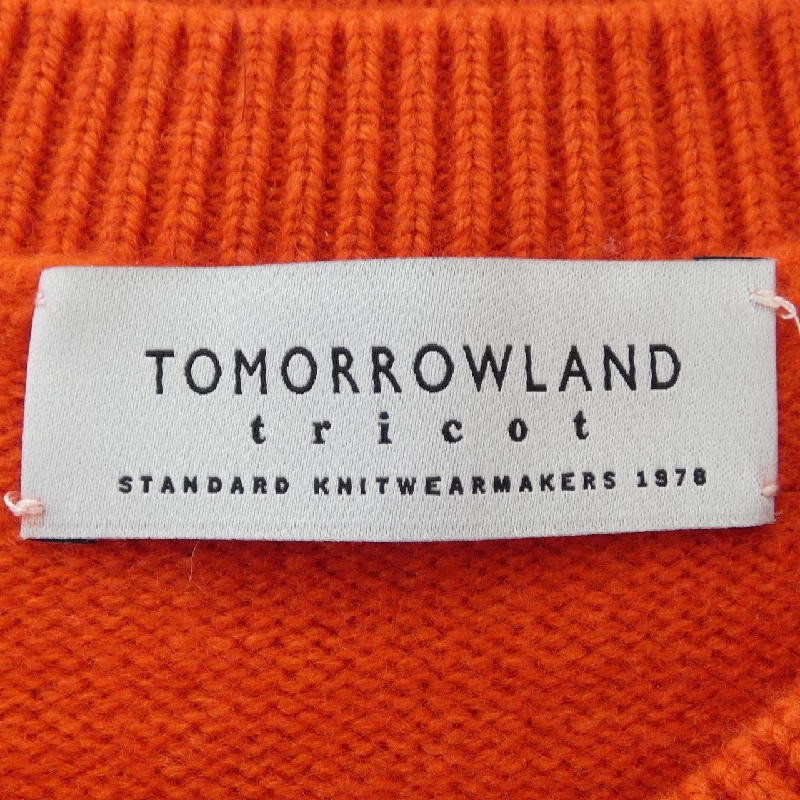 TOMORROWLAND
tricot
STANDARD KNITWEARMAKERS 1978